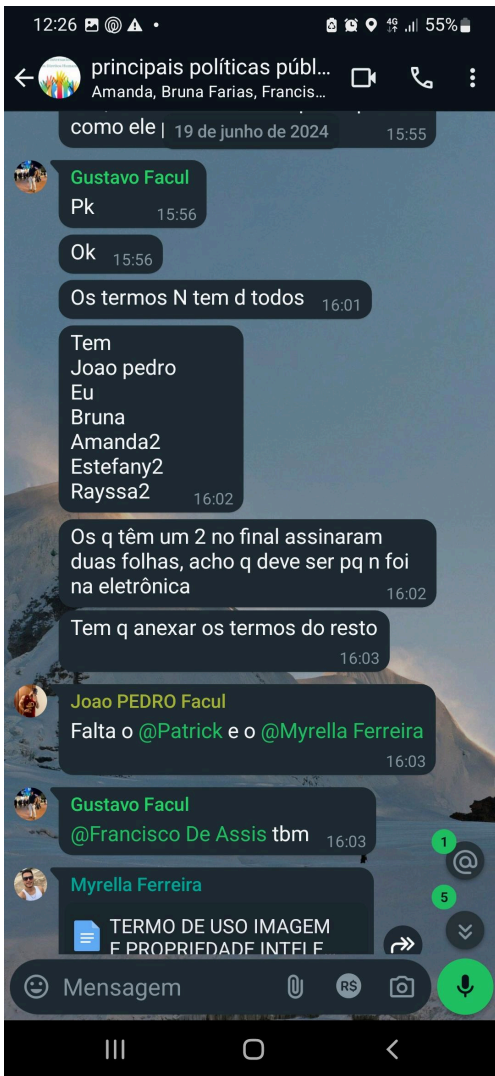 12:26
4G
55%
principais políticas públ...
Amanda, Bruna Farias, Francis...
como ele
19 de junho de 2024
15:55
Gustavo Facul
Pk
15:56
Ok
15:56
Os termos N tem d todos
16:01
Tem
Joao pedro
Eu
Bruna
Amanda2
Estefany2
Rayssa2
16:02
Os q têm um 2 no final assinaram
duas folhas, acho q deve ser pq n foi
na eletrônica
16:02
Tem q anexar os termos do resto
16:03
Joao PEDRO Facul
Falta o @Patrick e o @Myrella Ferreira
16:03
Gustavo Facul
@Francisco De Assis tbm
16:03
1
@
Myrella Ferreira
5
TERMO DE USO IMAGEM
E PROPRIEDADE INTELE...
Mensagem
R$